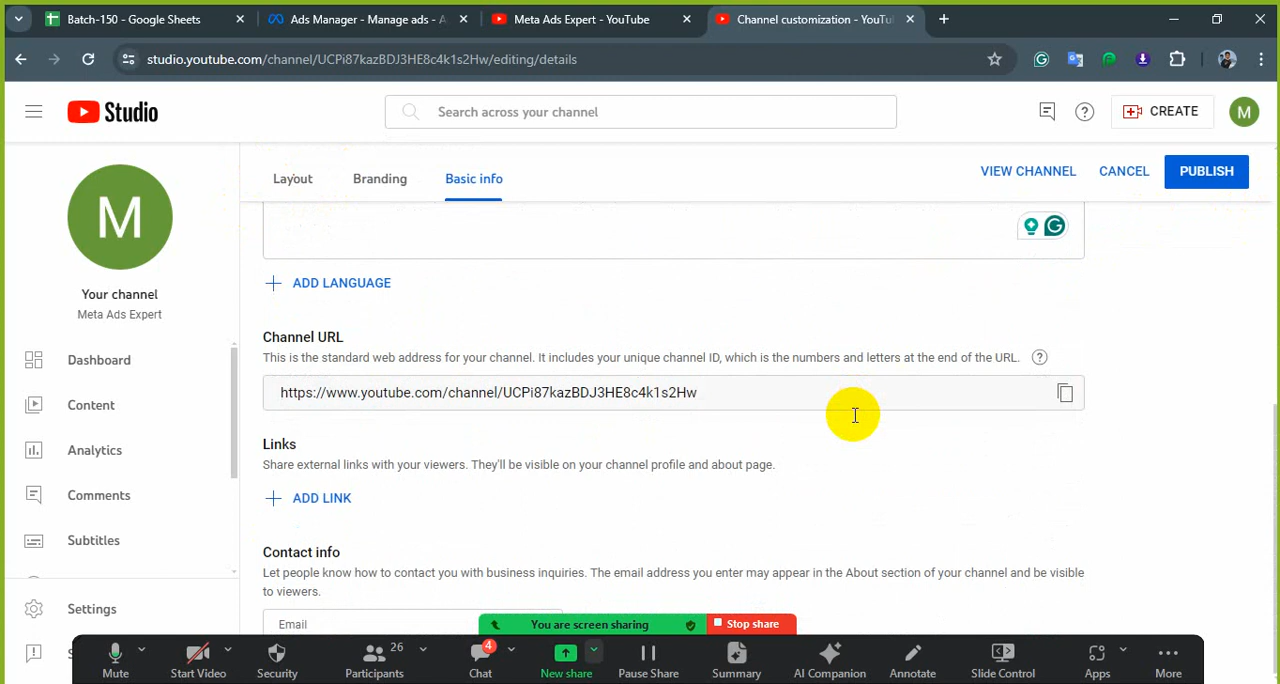 Batch-150 - Google Sheets
Ads Manager - Manage ads - A
Meta Ads Expert - YouTube
Channel customization - YouTu
studio.youtube.com/channel/UCPi87kazBDJ3HE8c4k1s2Hw/editing/details
Studio
Search across your channel
CREATE
M
M
Your channel
Meta Ads Expert
Dashboard
Content
Analytics
Comments
Subtitles
Settings
Layout
Branding
Basic info
VIEW CHANNEL
CANCEL
PUBLISH
ADD LANGUAGE
Channel URL
This is the standard web address for your channel. It includes your unique channel ID, which is the numbers and letters at the end of the URL.
https://www.youtube.com/channel/UCPi87kazBDJ3HE8c4k1s2Hw
Links
Share external links with your viewers. They'll be visible on your channel profile and about page.
ADD LINK
Contact info
Let people know how to contact you with business inquiries. The email address you enter may appear in the About section of your channel and be visible
to viewers.
Email
You are screen sharing
Stop share
Mute
Start Video
Security
26
Participants
4
Chat
New share
Pause Share
Summary
AI Companion
Annotate
Slide Control
Apps
More